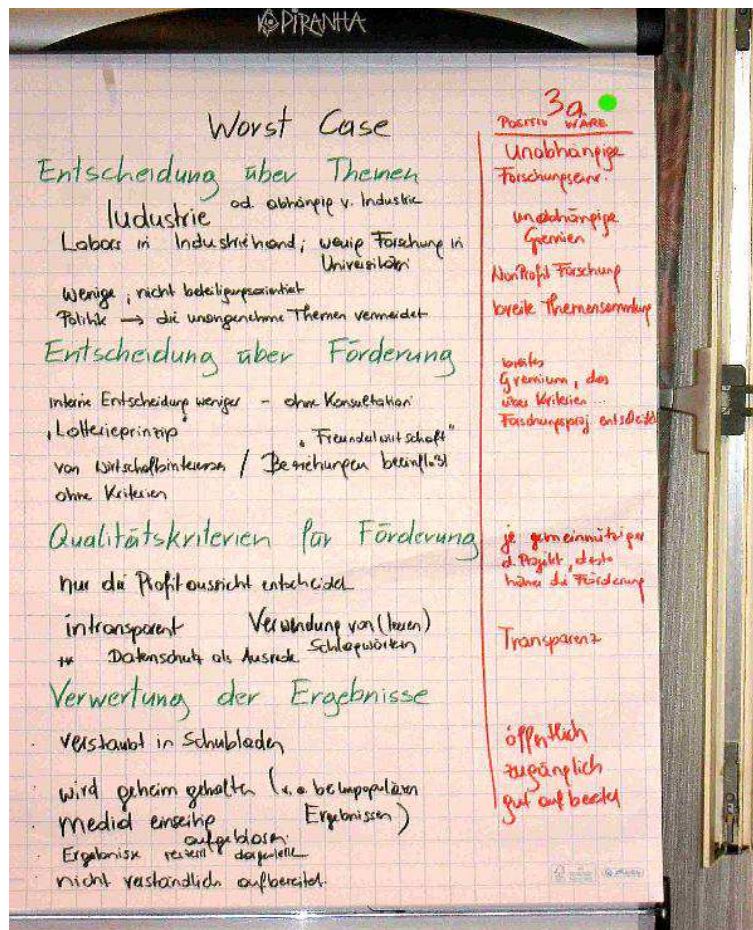 PIRANHA
3a
Worst Case
POSITIV WÄRE
Entscheidung über Themen
Unabhängige
Forschungseinr.
Industrie od. abhängig v. Industrie
Labors in Industriehand; wenig Forschung in
Universitäten
unabhängige
Gremien
wenige, nicht beteiligungsorientiert
NonProfit Forschung
Politik → die unangenehme Themen vermeidet
breite Themensammlung
Entscheidung über Förderung
breites
Gremium, das
über Kriterien...
Forschungsproj. entscheidet
interne Entscheidung weniger - ohne Konsultation
"Lotterieprinzip" "Freundelwirtschaft"
von Wirtschaftsinteressen / Beziehungen beeinflußt
ohne Kriterien
Qualitätskriterien für Förderung
je gemeinnütziger
d. Projekt, desto
höher die Förderung
nur die Profitaussicht entscheidet
intransparent Verwendung von (leeren)
Schlagwörtern
Datenschutz als Ausrede
Transparenz
Verwertung der Ergebnisse
verstaubt in Schubladen
öffentlich
zugänglich
gut aufbereitet
wird geheim gehalten (v.a. bei unpopulären
Ergebnissen)
medial einseitig
aufgeblasen
Ergebnisse dargestellt
nicht verständlich aufbereitet